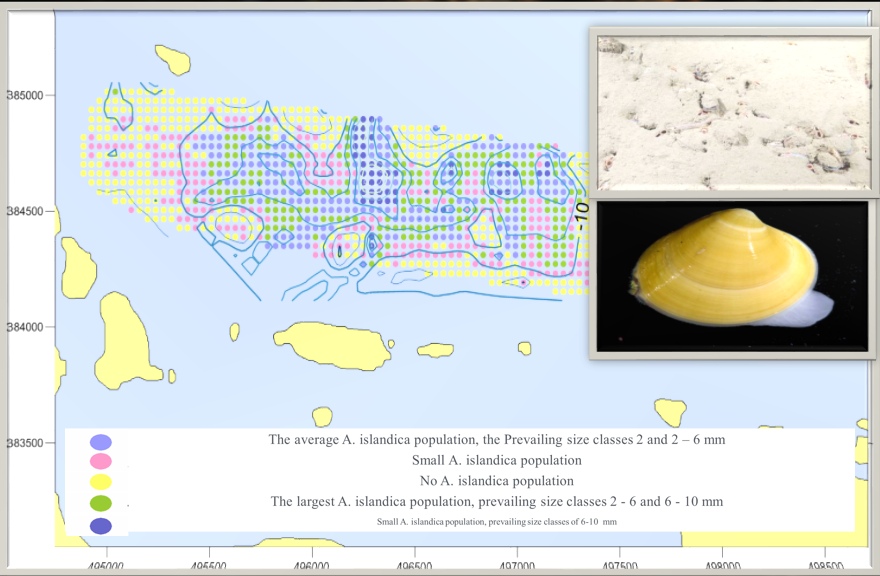 385000
384500
-10
384000
383500
The average A. islandica population, the Prevailing size classes 2 and 2 – 6 mm
Small A. islandica population
No A. islandica population
The largest A. islandica population, prevailing size classes 2 - 6 and 6 - 10 mm
Small A. islandica population, prevailing size classes of 6-10 mm
495000 495500 496000 496500 497000 497500 498000 498500